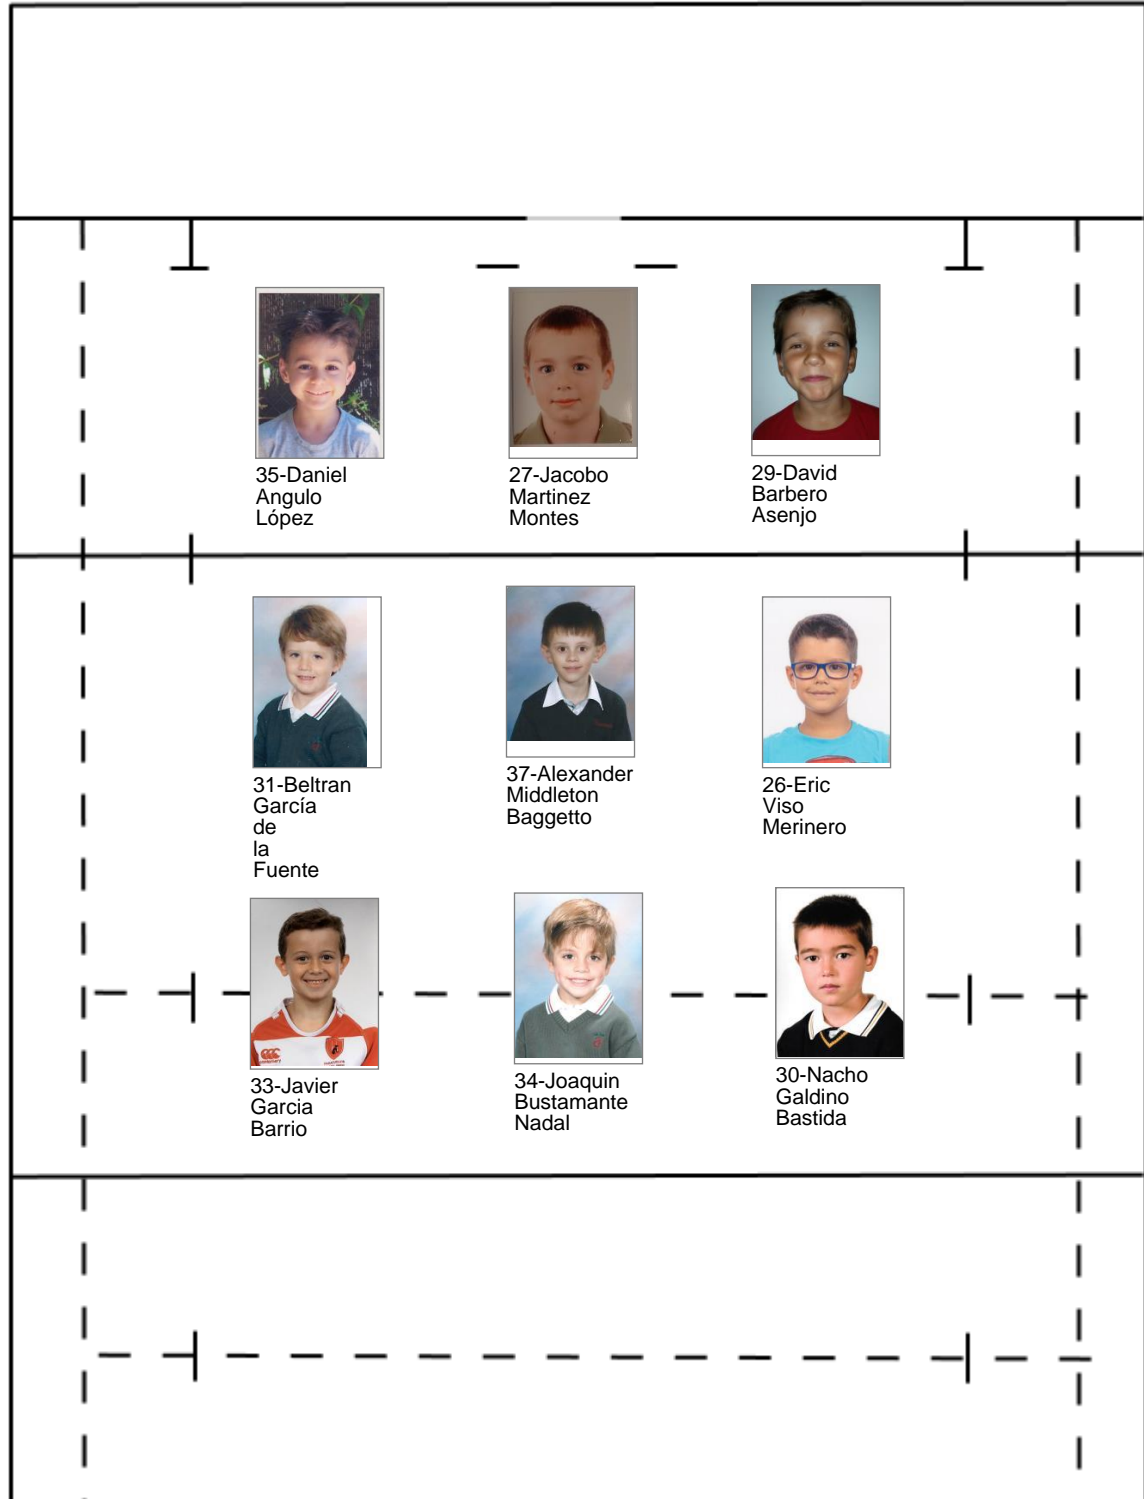 35-Daniel
Angulo
López
27-Jacobo
Martinez
Montes
29-David
Barbero
Asenjo
31-Beltran
García
de
la
Fuente
37-Alexander
Middleton
Baggetto
26-Eric
Viso
Merinero
33-Javier
Garcia
Barrio
34-Joaquin
Bustamante
Nadal
30-Nacho
Galdino
Bastida